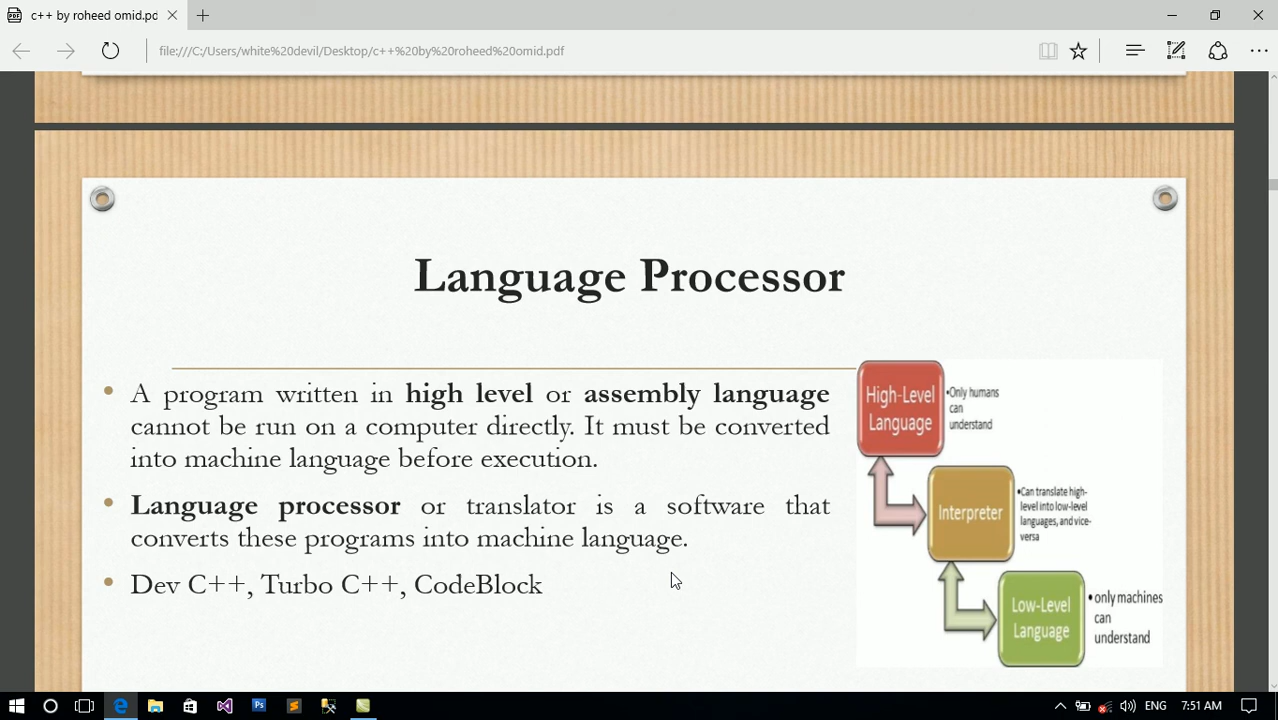 c++ by roheed omid.pd
file:///C:/Users/white%20devil/Desktop/c++%20by%20roheed%20omid.pdf
Language Processor
• A program written in high level or assembly language
cannot be run on a computer directly. It must be converted
into machine language before execution.
• Language processor or translator is a software that
converts these programs into machine language.
• Dev C++, Turbo C++, CodeBlock
High-Level
Language
•Only humans
can
understand
Interpreter
•Can translate high-
level into low-level
languages, and vice-
versa
Low-Level
Language
•only machines
can
understand
ENG
7:51 AM